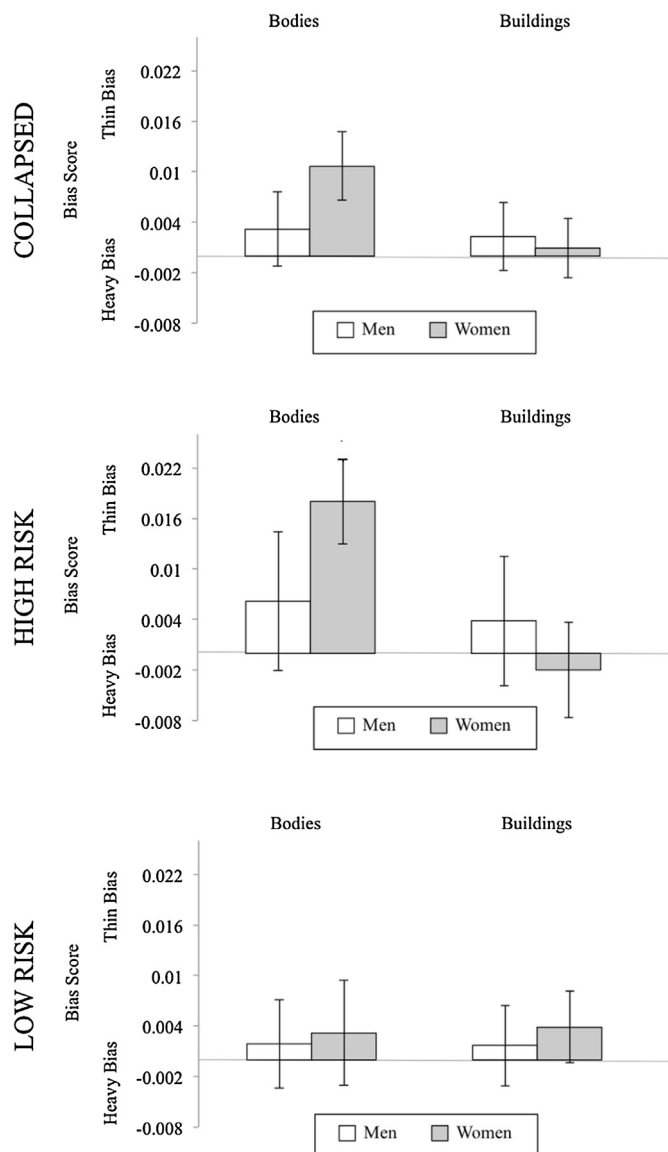 Bodies Buildings
COLLAPSED
Bias Score
Thin Bias
Heavy Bias
0.022
0.016
0.01
0.004
-0.002
-0.008
Men Women
Bodies Buildings
HIGH RISK
Bias Score
Thin Bias
Heavy Bias
0.022
0.016
0.01
0.004
-0.002
-0.008
Men Women
Bodies Buildings
LOW RISK
Bias Score
Thin Bias
Heavy Bias
0.022
0.016
0.01
0.004
-0.002
-0.008
Men Women